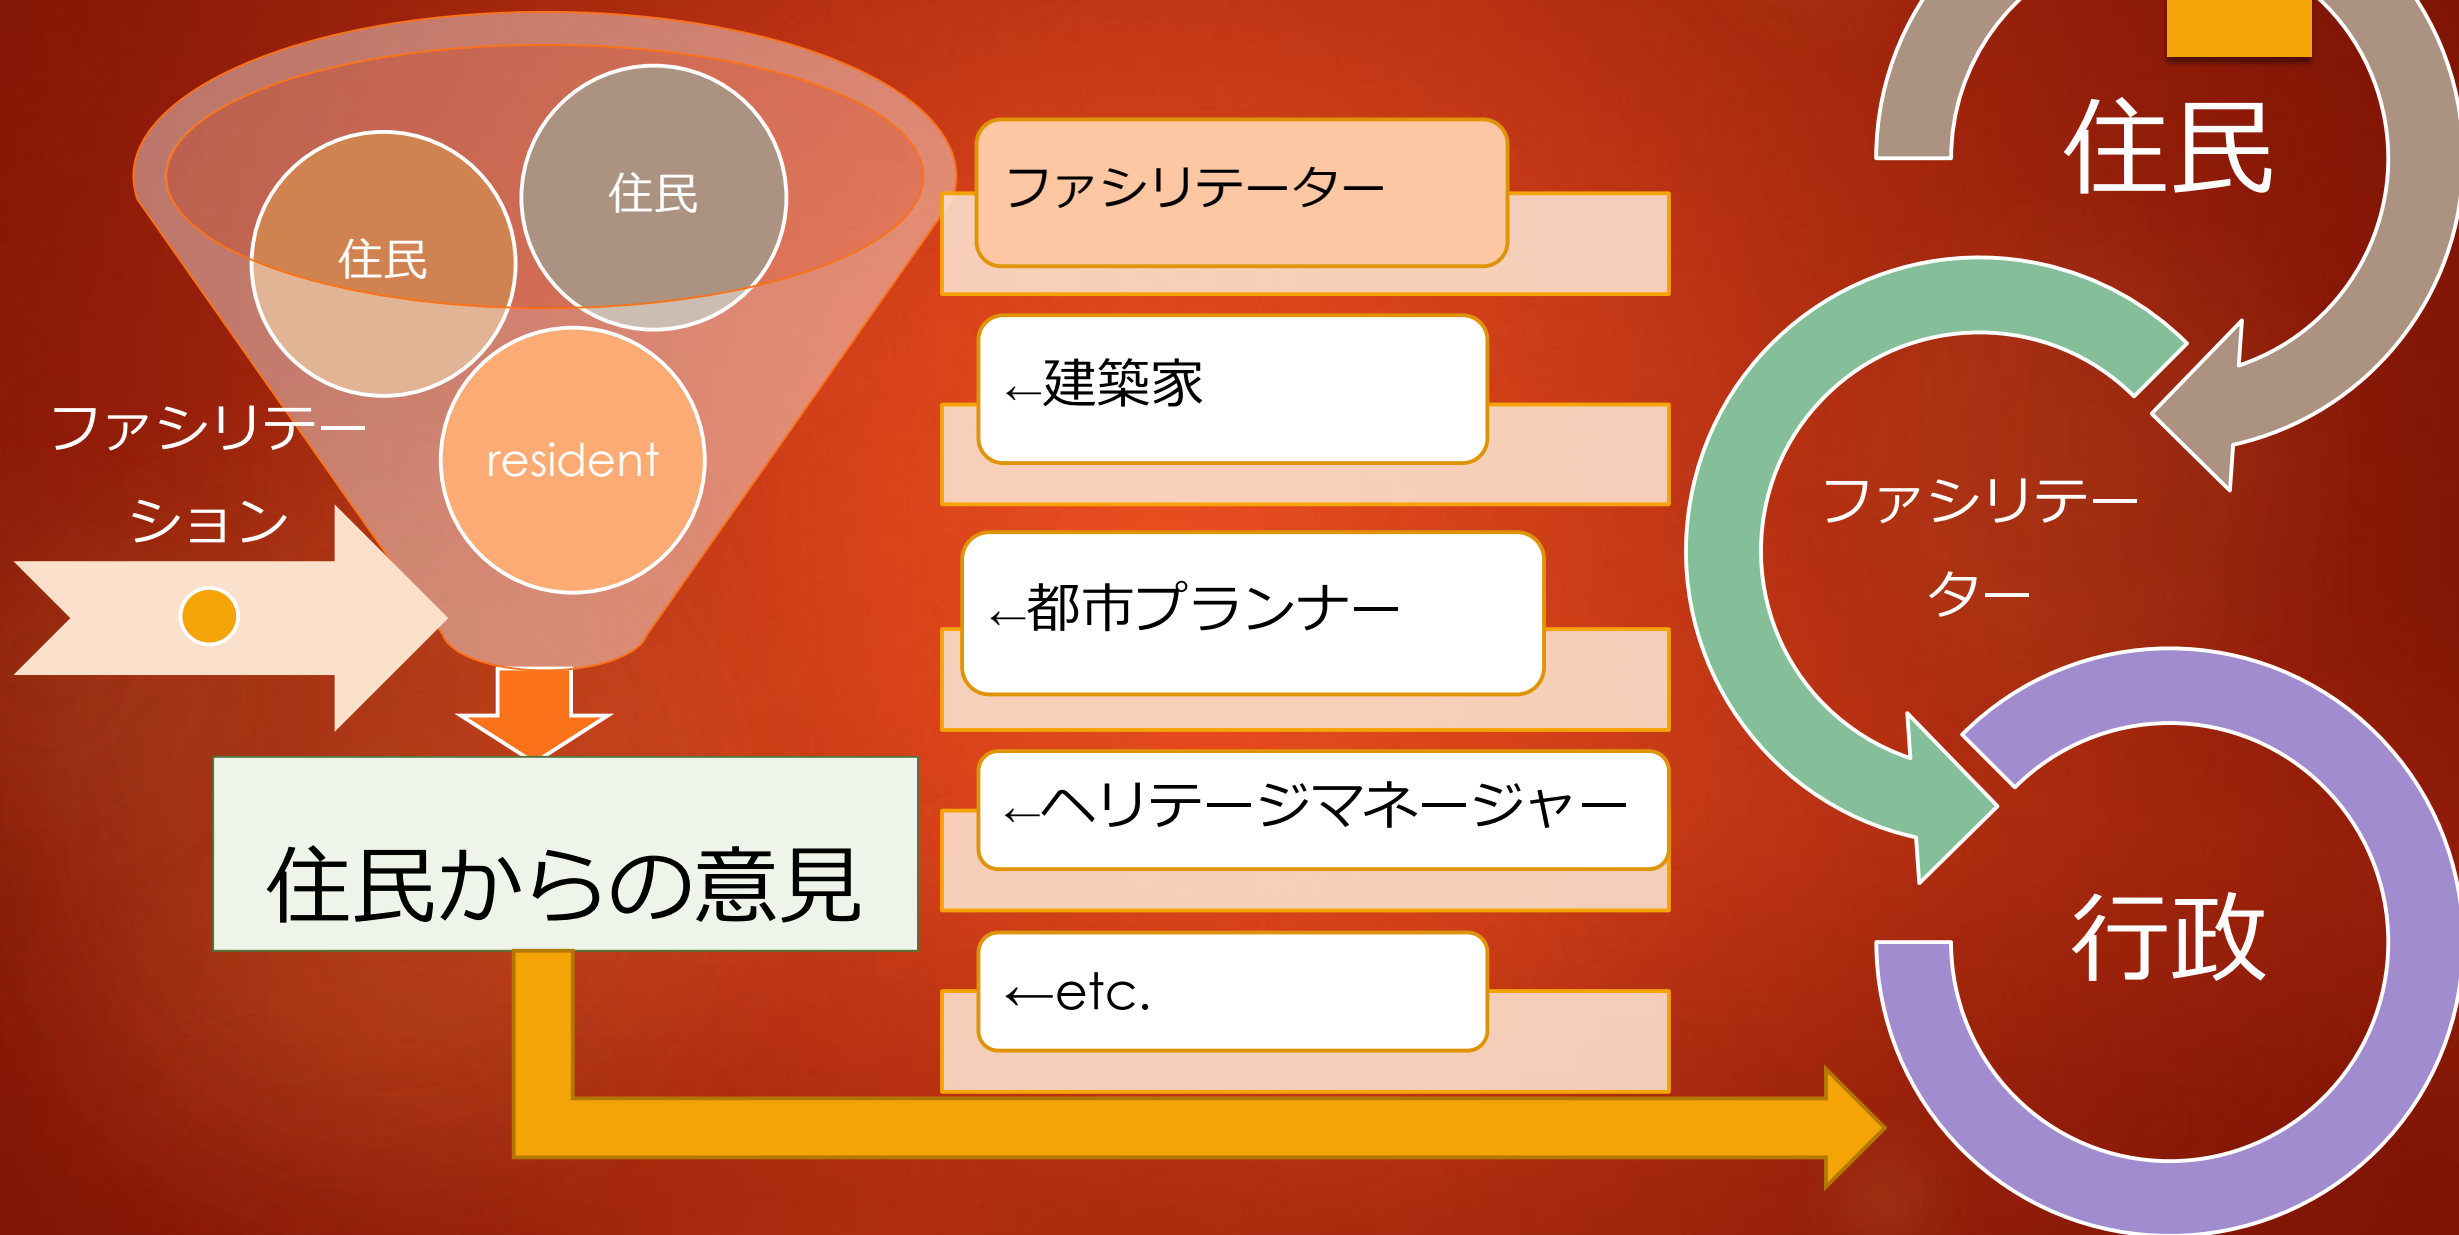 住民
住民
resident
ファシリテー
ション
住民からの意見
ファシリテーター
←建築家
←都市プランナー
←ヘリテージマネージャー
←etc.
住民
ファシリテー
ター
行政